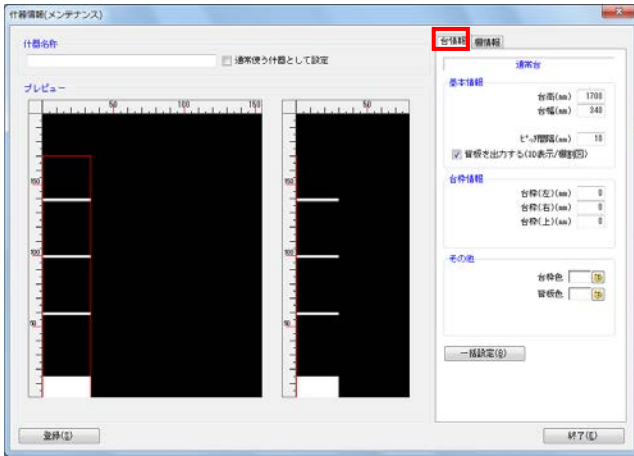 什器情報(メンテナンス)
什器名称
通常使う什器として設定
プレビュー
50 100 150
50
150
100
50
150
100
50
台情報 棚情報
通常台
基本情報
台高(mm) 1700
台幅(mm) 340
ピッチ間隔(mm) 10
背板を出力する(3D表示/棚割図)
台枠情報
台枠(左)(mm) 0
台枠(右)(mm) 0
台枠(上)(mm) 0
その他
台枠色
背板色
一括設定(A)
登録(S)
終了(E)